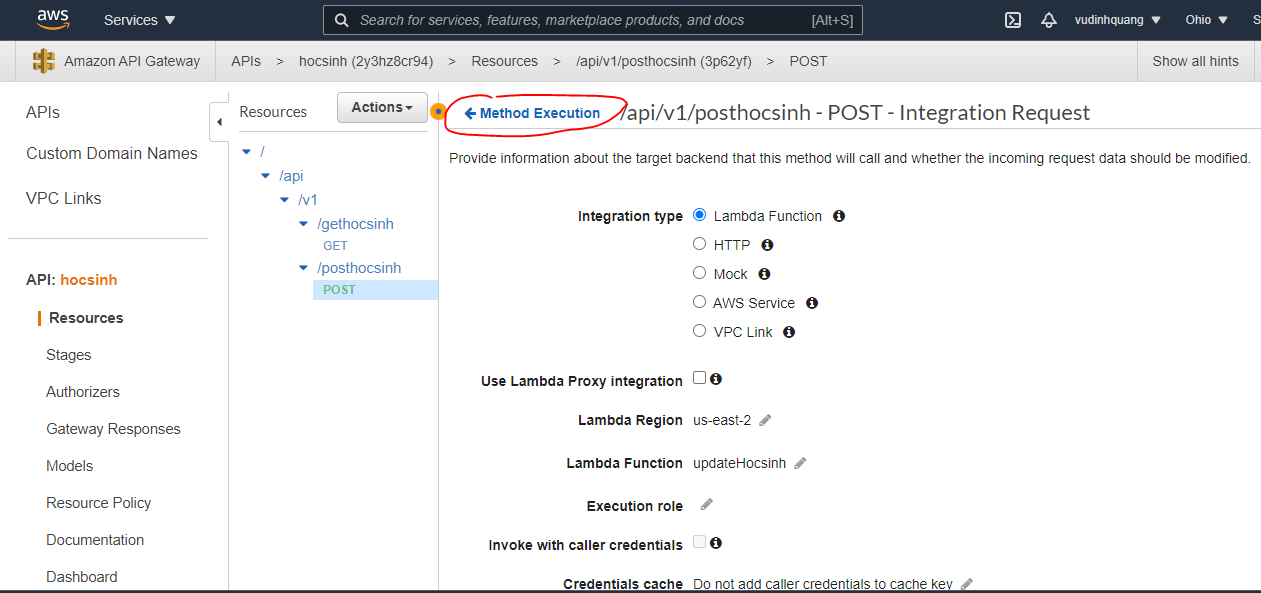 aws Services Search for services, features, marketplace products, and docs [Alt+S] vudinhquang Ohio S
Amazon API Gateway APIs > hocsinh (2y3hz8cr94) > Resources > /api/v1/posthocsinh (3p62yf) > POST Show all hints
APIs
Custom Domain Names
VPC Links
API: hocsinh
Resources
Stages
Authorizers
Gateway Responses
Models
Resource Policy
Documentation
Dashboard
Resources Actions
/
/api
/v1
/gethocsinh
GET
/posthocsinh
POST
Method Execution /api/v1/posthocsinh - POST - Integration Request
Provide information about the target backend that this method will call and whether the incoming request data should be modified.
Integration type Lambda Function
HTTP
Mock
AWS Service
VPC Link
Use Lambda Proxy integration
Lambda Region us-east-2
Lambda Function updateHocsinh
Execution role
Invoke with caller credentials
Credentials cache Do not add caller credentials to cache key